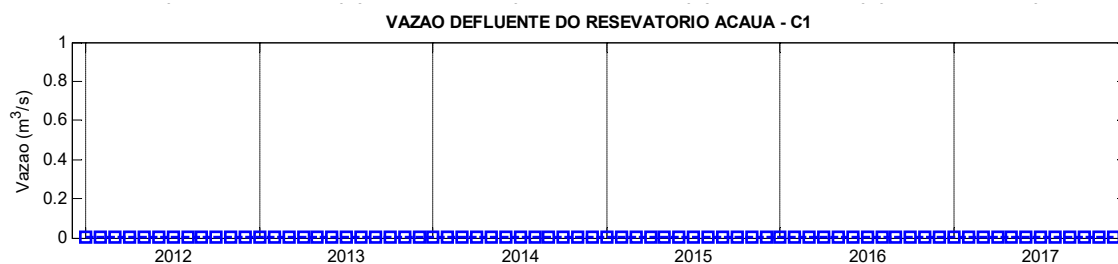 VAZAO DEFLUENTE DO RESEVATORIO ACAUA - C1
Vazao (m³/s)
1
0.8
0.6
0.4
0.2
0
2012 2013 2014 2015 2016 2017